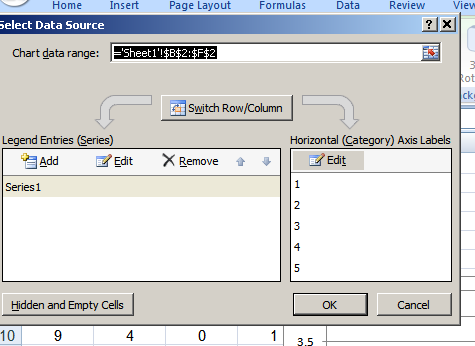 Home Insert Page Layout Formulas Data Review View
Select Data Source
Chart data range: ='Sheet1'!$B$2:$F$2
Switch Row/Column
Legend Entries (Series)
Horizontal (Category) Axis Labels
Add Edit Remove
Edit
Series1
1
2
3
4
5
Hidden and Empty Cells
OK Cancel
10 9 4 0 1
3.5